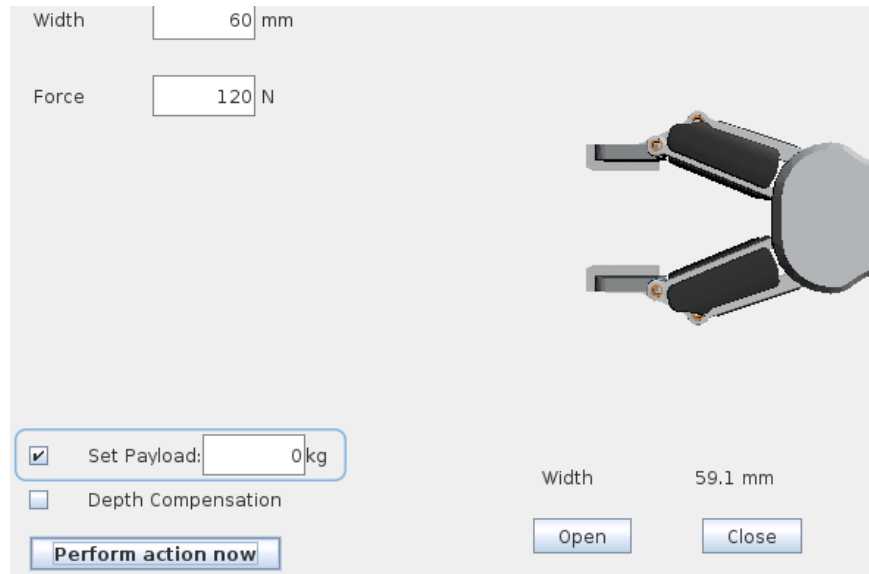 Width 60 mm
Force 120 N
Set Payload: 0 kg
Depth Compensation
Perform action now
Width 59.1 mm
Open Close